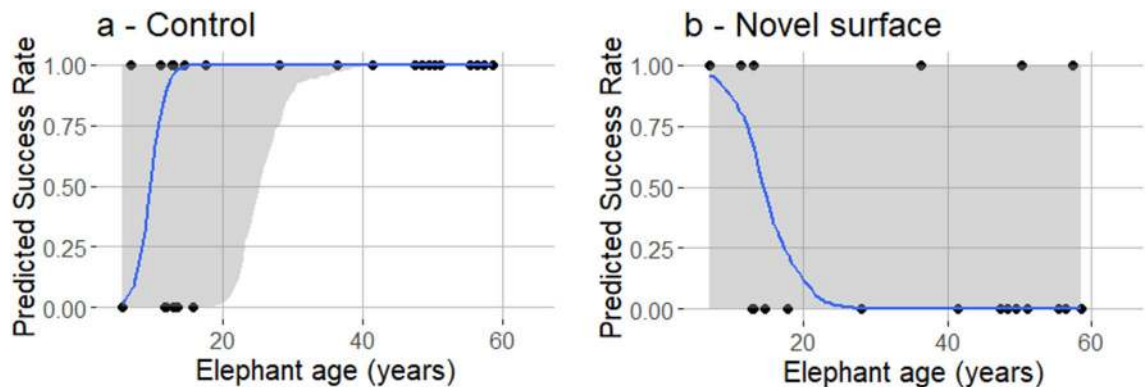 a - Control
Predicted Success Rate
1.00
0.75
0.50
0.25
0.00
20
40
60
Elephant age (years)
b - Novel surface
Predicted Success Rate
1.00
0.75
0.50
0.25
0.00
20
40
60
Elephant age (years)